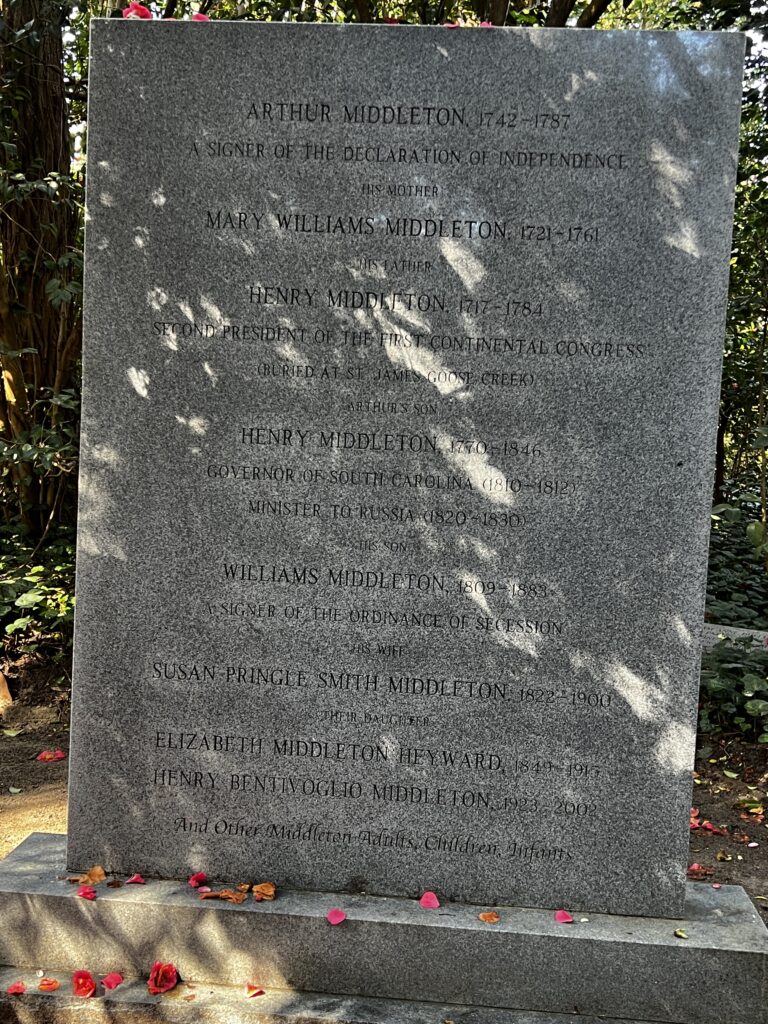 ARTHUR MIDDLETON, 1742-1787
A SIGNER OF THE DECLARATION OF INDEPENDENCE
HIS MOTHER
MARY WILLIAMS MIDDLETON, 1721-1761
HIS FATHER
HENRY MIDDLETON, 1717-1784
SECOND PRESIDENT OF THE FIRST CONTINENTAL CONGRESS
(BURIED AT ST. JAMES, GOOSE CREEK)
ARTHUR'S SON
HENRY MIDDLETON, 1770-1846
GOVERNOR OF SOUTH CAROLINA (1810-1812)
MINISTER TO RUSSIA (1820-1830)
HIS SON
WILLIAMS MIDDLETON, 1809-1883
A SIGNER OF THE ORDINANCE OF SECESSION
HIS WIFE
SUSAN PRINGLE SMITH MIDDLETON, 1822-1900
THEIR DAUGHTER
ELIZABETH MIDDLETON HEYWARD, 1849-1915
HENRY BENTIVOGLIO MIDDLETON, 1923-2002
And Other Middleton Adults, Children, Infants